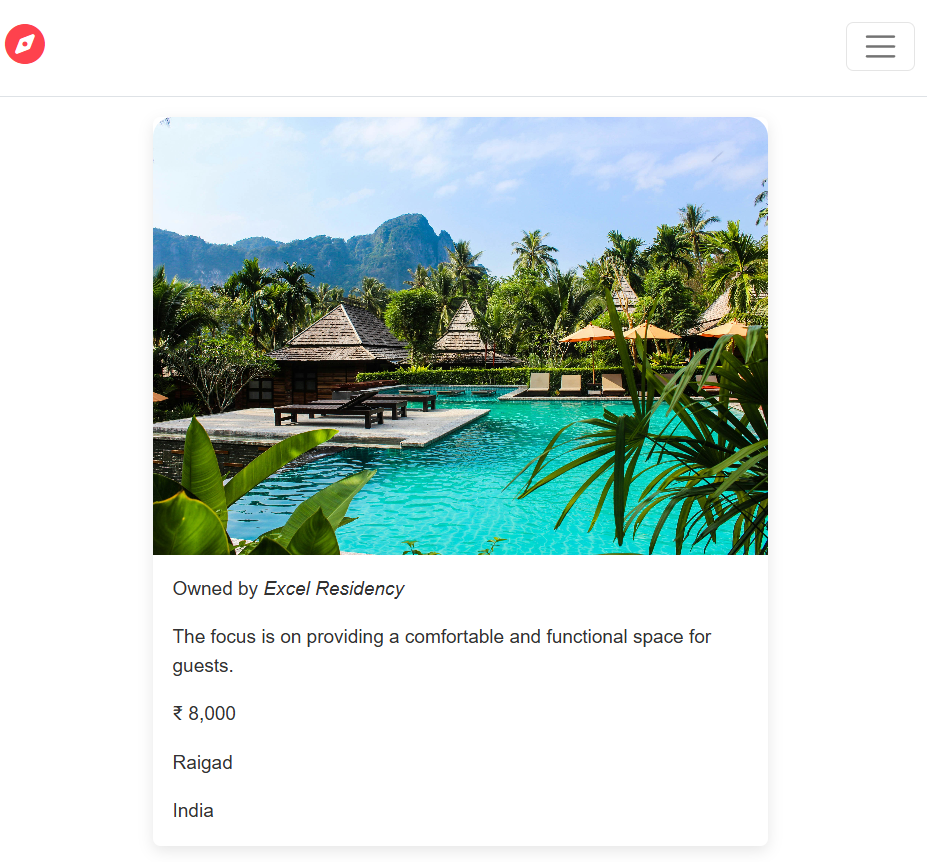 Owned by Excel Residency
The focus is on providing a comfortable and functional space for
guests.
₹ 8,000
Raigad
India